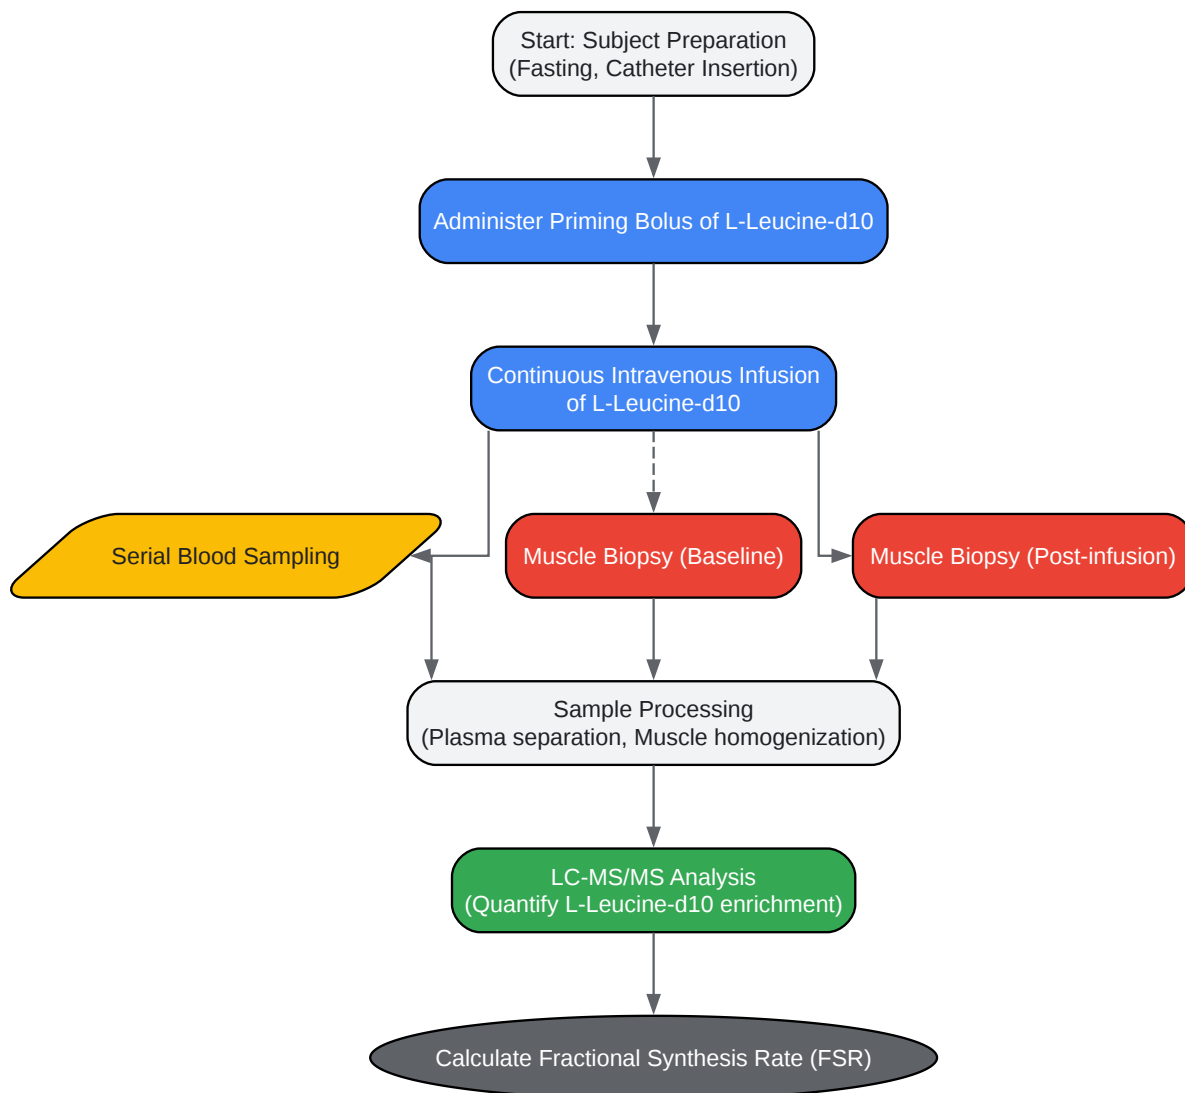 Start: Subject Preparation
(Fasting, Catheter Insertion)
Administer Priming Bolus of L-Leucine-d10
Continuous Intravenous Infusion
of L-Leucine-d10
Serial Blood Sampling
Muscle Biopsy (Baseline)
Muscle Biopsy (Post-infusion)
Sample Processing
(Plasma separation, Muscle homogenization)
LC-MS/MS Analysis
(Quantify L-Leucine-d10 enrichment)
Calculate Fractional Synthesis Rate (FSR)